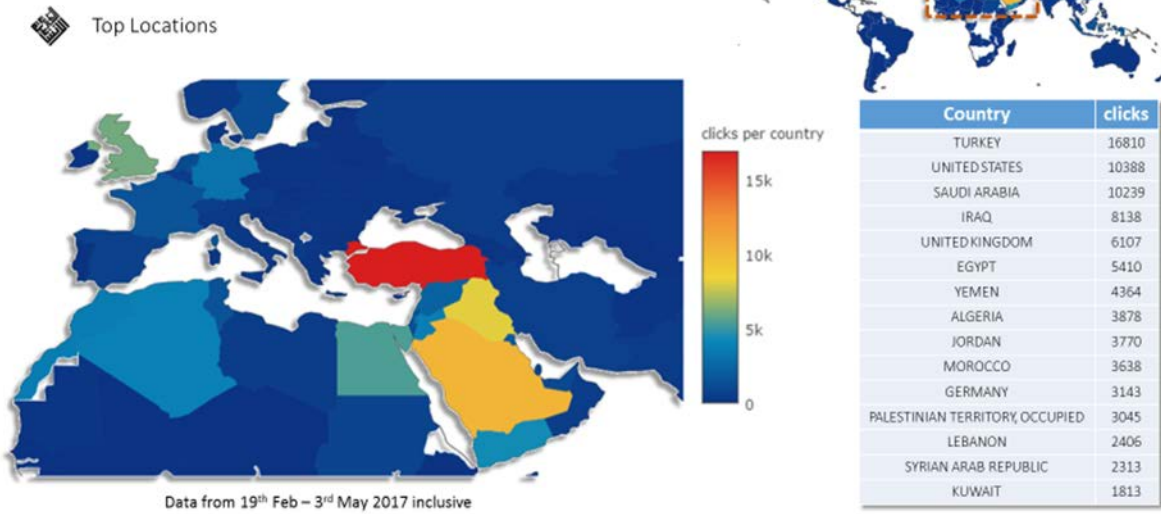 Top Locations
clicks per country
15k
10k
5k
0
Data from 19th Feb – 3rd May 2017 inclusive
Country clicks
TURKEY 16810
UNITED STATES 10388
SAUDI ARABIA 10239
IRAQ 8138
UNITED KINGDOM 6107
EGYPT 5410
YEMEN 4364
ALGERIA 3878
JORDAN 3770
MOROCCO 3638
GERMANY 3143
PALESTINIAN TERRITORY, OCCUPIED 3045
LEBANON 2406
SYRIAN ARAB REPUBLIC 2313
KUWAIT 1813